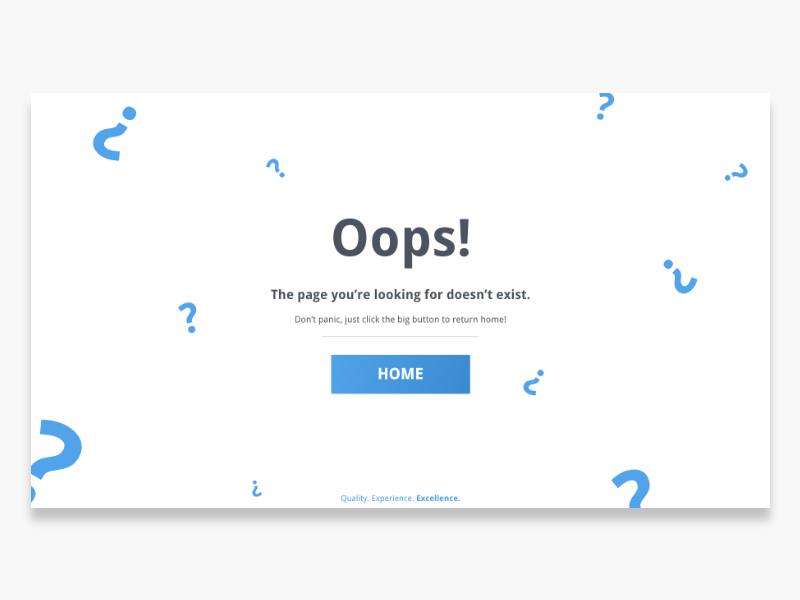 Oops!
The page you’re looking for doesn’t exist.
Don’t panic, just click the big button to return home!
HOME
Quality. Experience. Excellence.